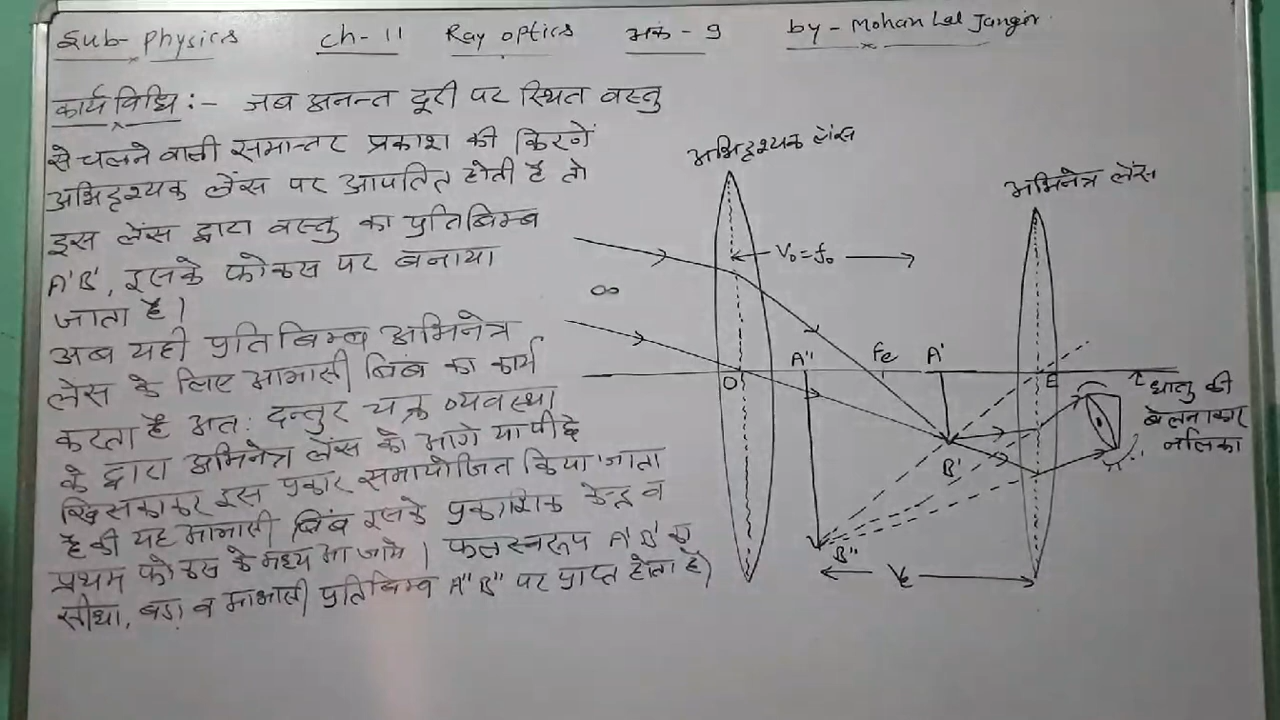 Sub- Physics ch-11 Ray optics अंक - 9 by- Mohan Lal Jangir
कार्य विधि :- जब अनन्त दूरी पर स्थित वस्तु
से चलने वाली समान्तर प्रकाश की किरणें
अभिदृश्यक लेंस पर आपतित होती है तो
इस लेंस द्वारा वस्तु का प्रतिबिम्ब
A'B', इसके फोकस पर बनाया
जाता है।
अब यही प्रतिबिम्ब अभिनेत्र
लेंस के लिए आभासी बिंब का कार्य
करता है अत: दन्तुर चक्र व्यवस्था
के द्वारा अभिनेत्र लेंस को आगे या पीछे
खिसकाकर इस प्रकार समायोजित किया जाता
है की यह आभासी बिंब इसके प्रकाशिक केन्द्र व
प्रथम फोकस के मध्य आ जाये। फलस्वरूप A'B' का
सीधा, बड़ा व आभासी प्रतिबिम्ब A"B" पर प्राप्त होता है)
अभिदृश्यक लेंस
अभिनेत्र लेंस
V₀=f₀
∞
O
A"
Fe
A'
E
B'
B"
Ve
धातु की
बेलनाकार
नलिका